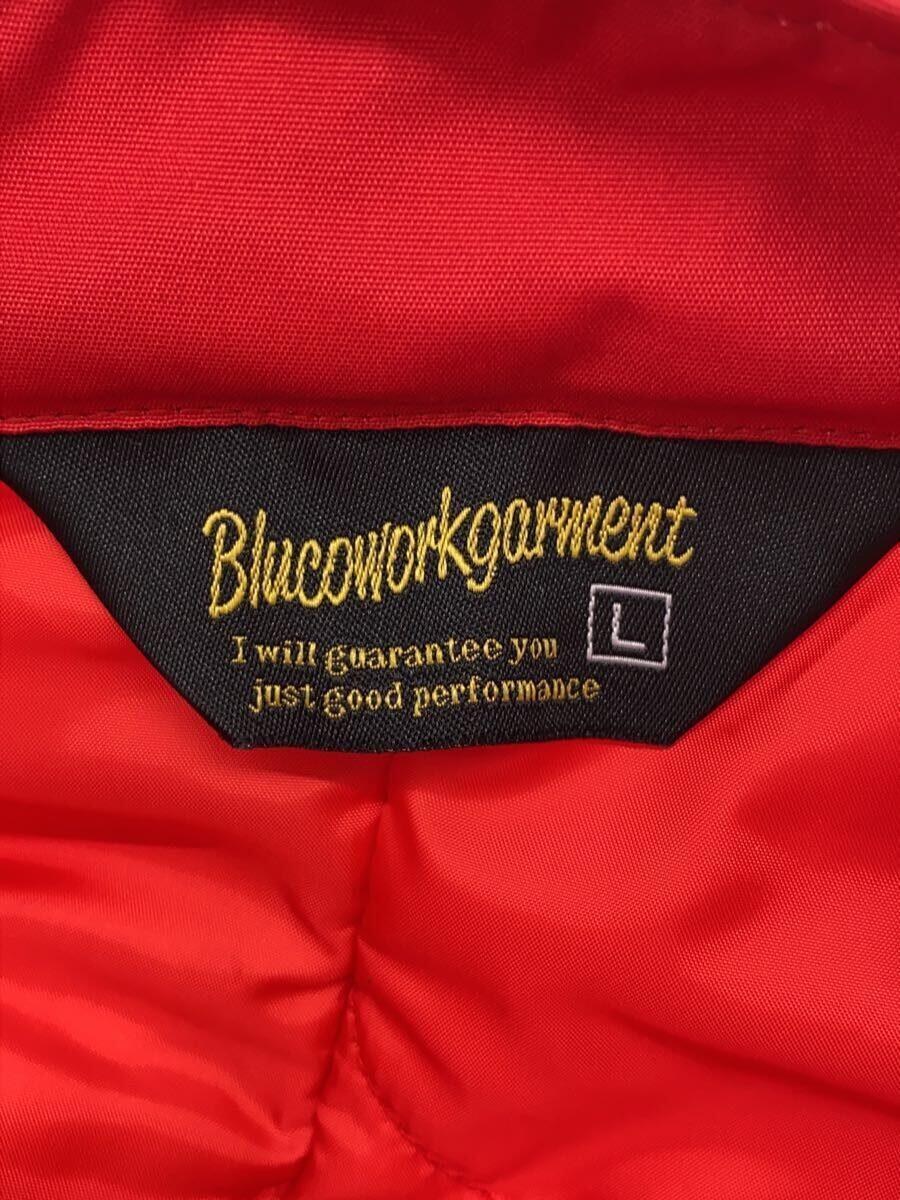 Blucoworkgarment
L
I will guarantee you
just good performance